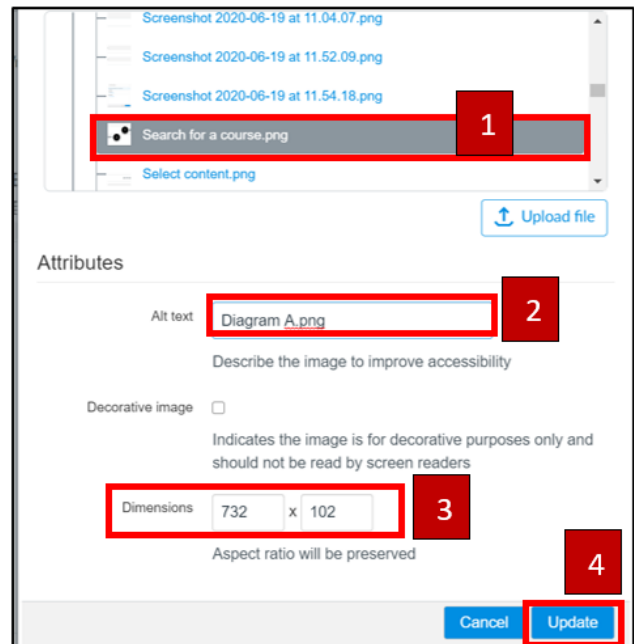 Screenshot 2020-06-19 at 11.04.07.png
Screenshot 2020-06-19 at 11.52.09.png
Screenshot 2020-06-19 at 11.54.18.png
1
Search for a course.png
Select content.png
Upload file
Attributes
2
Alt text Diagram A.png
Describe the image to improve accessibility
Decorative image
Indicates the image is for decorative purposes only and
should not be read by screen readers
Dimensions 732 x 102
3
Aspect ratio will be preserved
4
Cancel Update